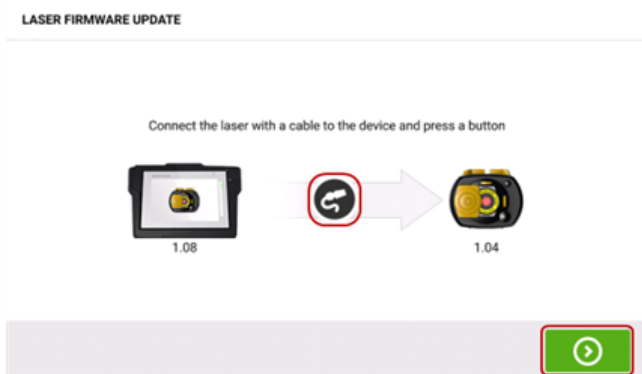 LASER FIRMWARE UPDATE
Connect the laser with a cable to the device and press a button
1.08
1.04